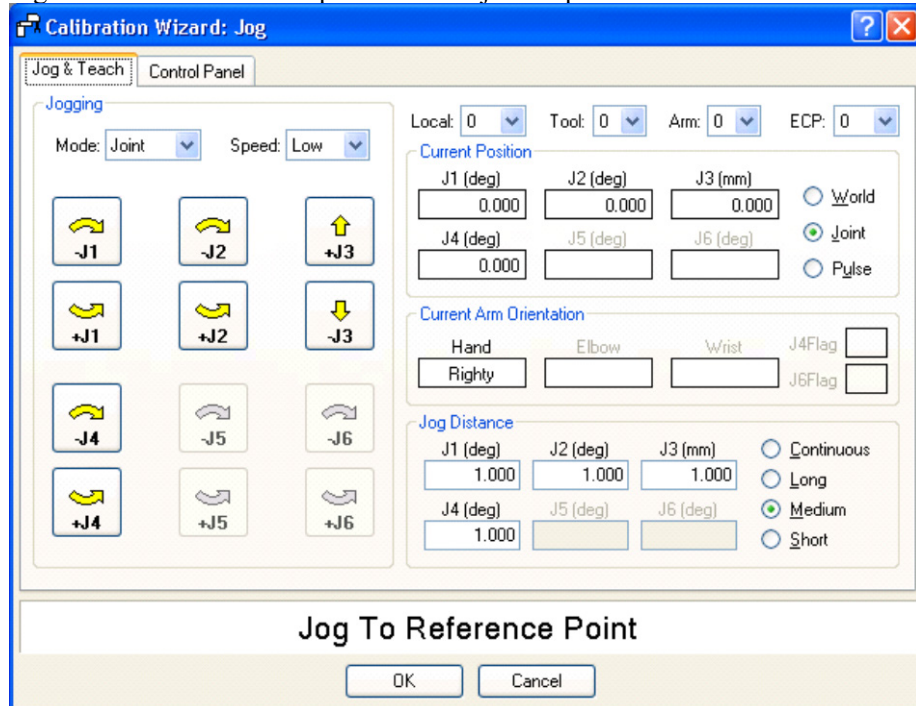 Calibration Wizard: Jog
Jog & Teach Control Panel
Jogging
Mode: Joint Speed: Low
-J1 -J2 +J3
+J1 +J2 -J3
-J4 -J5 -J6
+J4 +J5 +J6
Local: 0 Tool: 0 Arm: 0 ECP: 0
Current Position
J1 (deg) J2 (deg) J3 (mm)
0.000 0.000 0.000
J4 (deg) J5 (deg) J6 (deg)
0.000
World
Joint
Pulse
Current Arm Orientation
Hand Elbow Wrist
Righty
J4Flag
J6Flag
Jog Distance
J1 (deg) J2 (deg) J3 (mm)
1.000 1.000 1.000
J4 (deg) J5 (deg) J6 (deg)
1.000
Continuous
Long
Medium
Short
Jog To Reference Point
OK Cancel